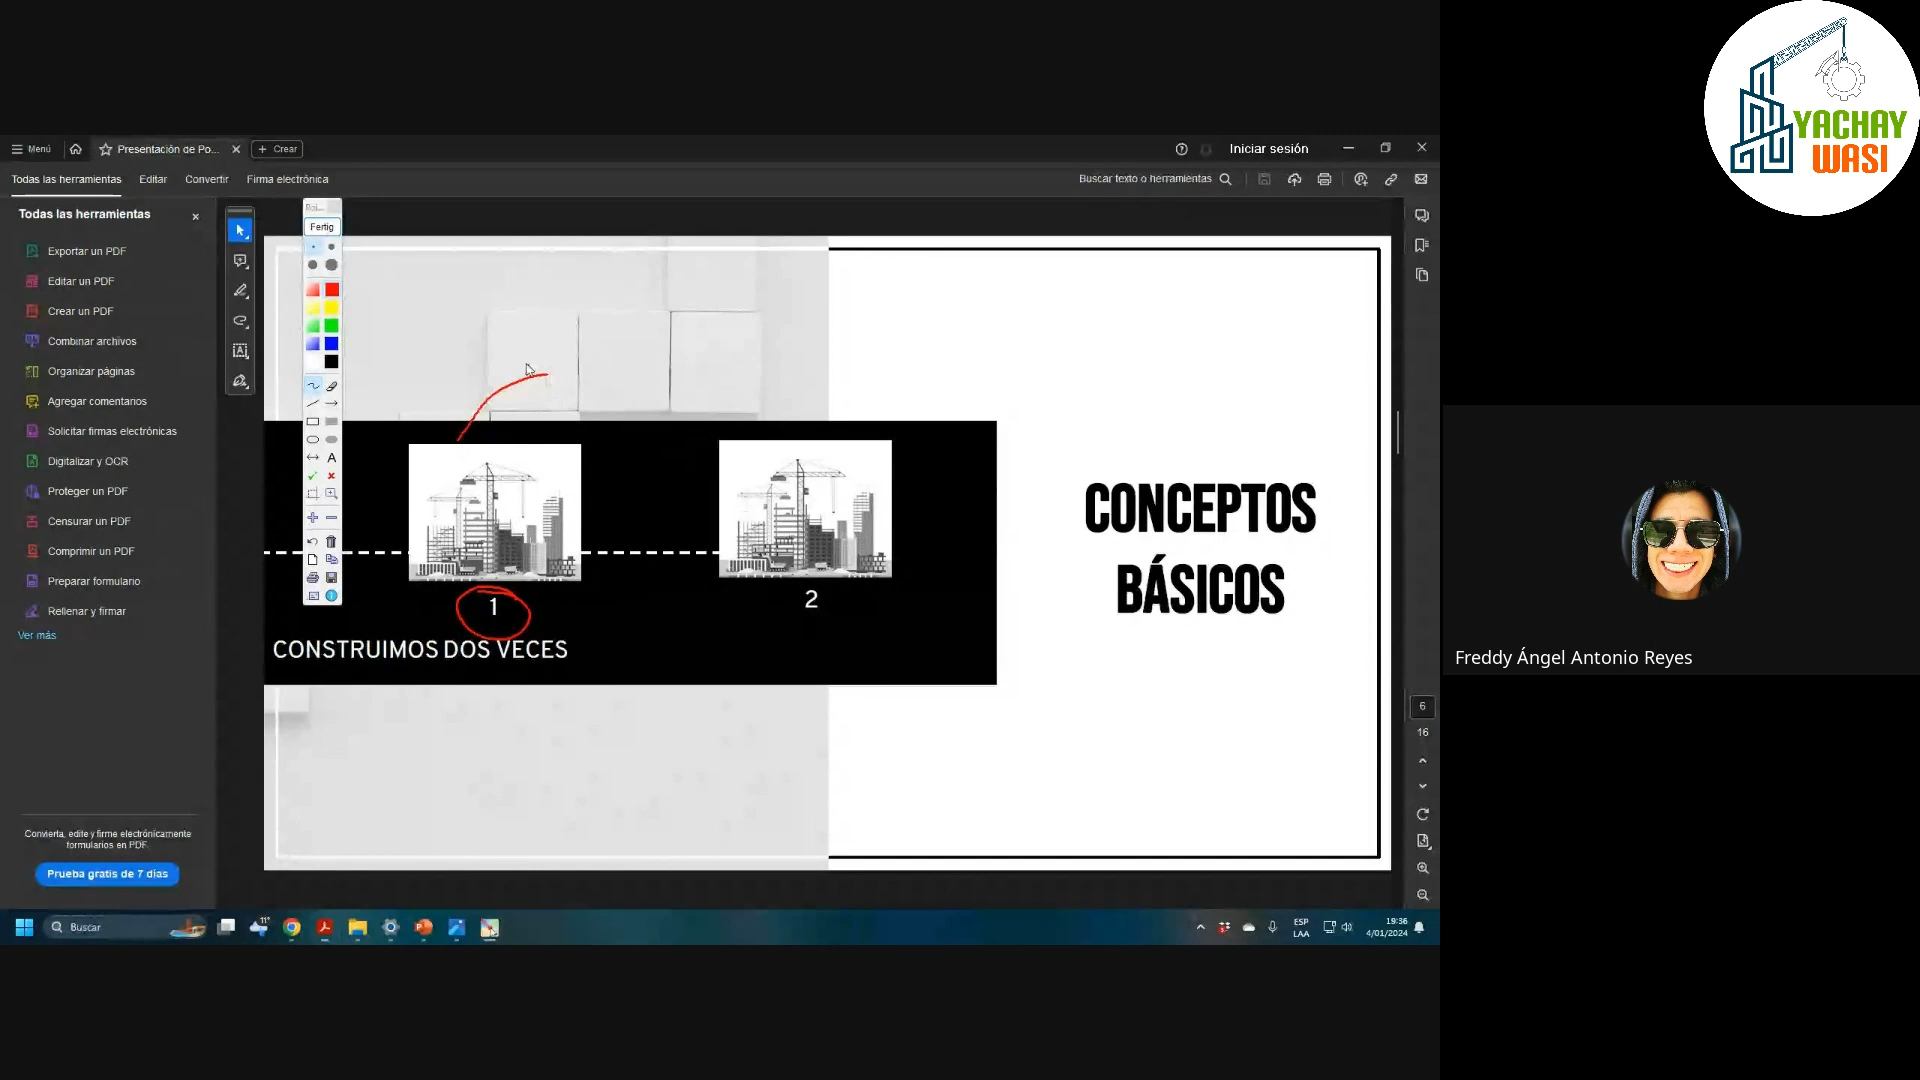 YACHAY
WASI
Menú
Presentación de Po...
Crear
Iniciar sesión
Todas las herramientas
Editar
Convertir
Firma electrónica
Buscar texto o herramientas
Todas las herramientas
Fertig
Exportar un PDF
Editar un PDF
Crear un PDF
Combinar archivos
Organizar páginas
Agregar comentarios
Solicitar firmas electrónicas
Digitalizar y OCR
Proteger un PDF
Censurar un PDF
Comprimir un PDF
Preparar formulario
Rellenar y firmar
Ver más
A
1
2
CONSTRUIMOS DOS VECES
CONCEPTOS
BÁSICOS
Freddy Ángel Antonio Reyes
6
16
Convierta, edite y firme electrónicamente
formularios en PDF.
Prueba gratis de 7 días
Buscar
11°
ESP
LAA
19:36
4/01/2024